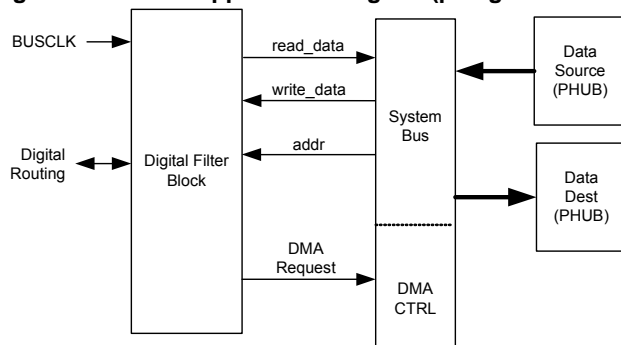 BUSCLK
Digital
Routing
Digital Filter
Block
read_data
write_data
addr
DMA
Request
System
Bus
DMA
CTRL
Data
Source
(PHUB)
Data
Dest
(PHUB)